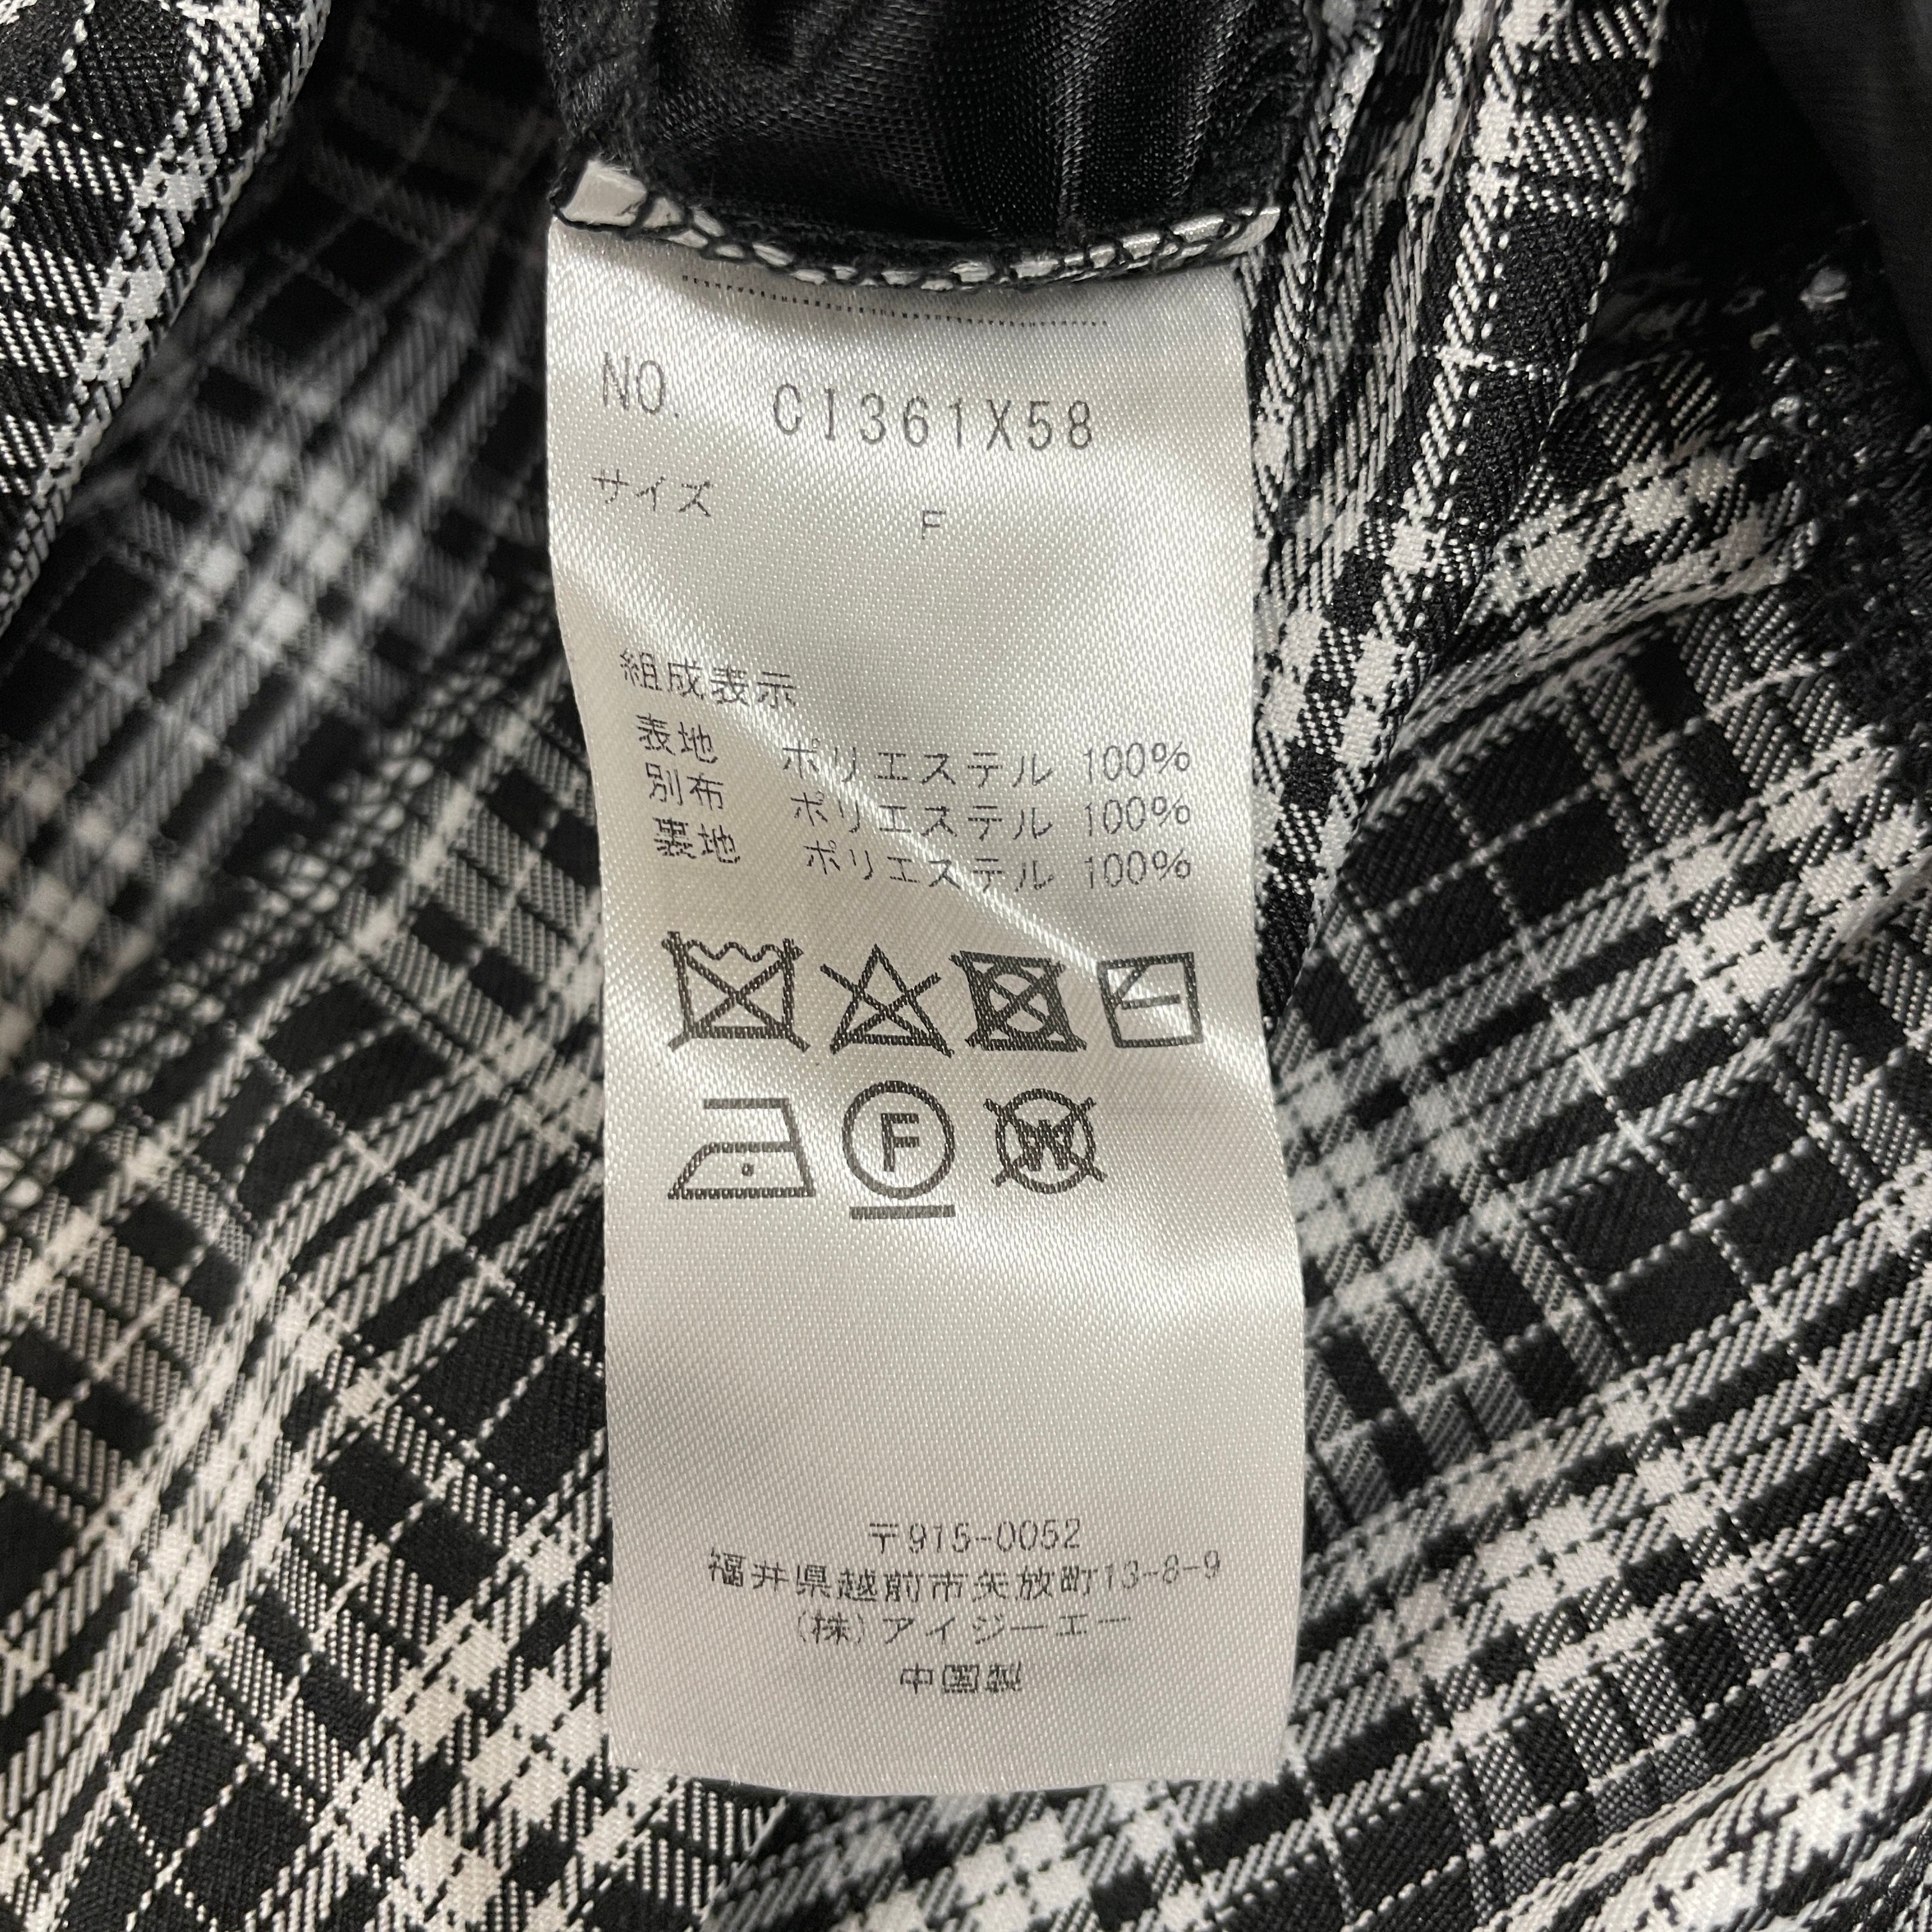 NO. CI361X58
サイズ F
組成表示
表地 ポリエステル 100%
別布 ポリエステル 100%
裏地 ポリエステル 100%
F W
〒915-0052
福井県越前市矢放町13-8-9
(株)アイジーエー
中国製